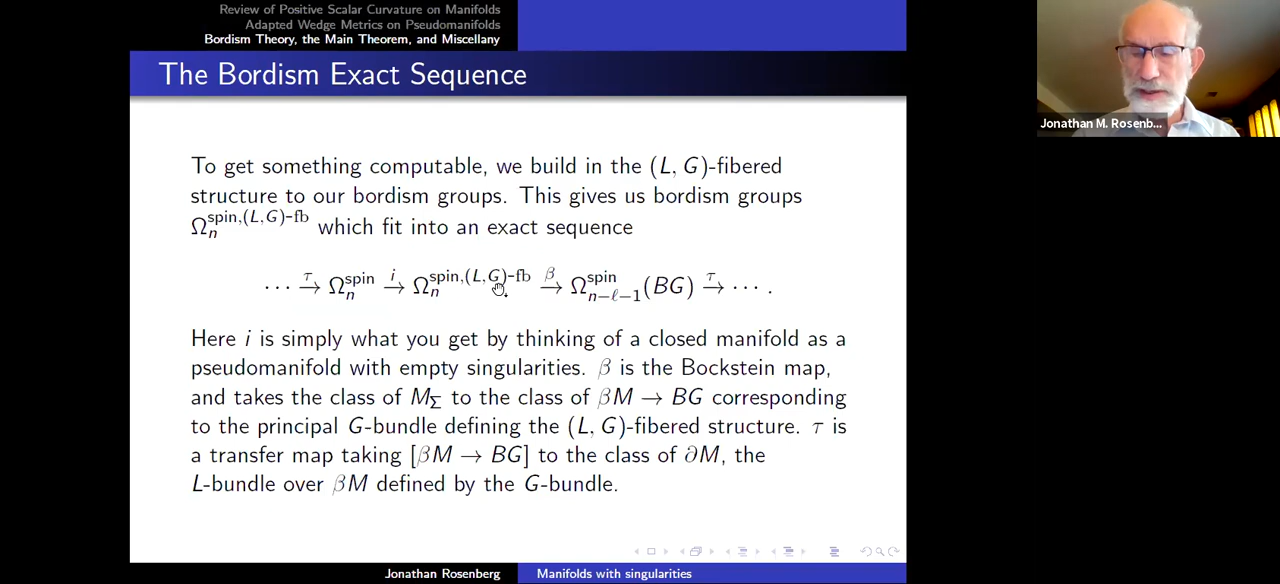 Review of Positive Scalar Curvature on Manifolds
Adapted Wedge Metrics on Pseudomanifolds
Bordism Theory, the Main Theorem, and Miscellany
The Bordism Exact Sequence
To get something computable, we build in the (L, G)-fibered
structure to our bordism groups. This gives us bordism groups
Ω_n^{spin,(L,G)-fb} which fit into an exact sequence
⋯ →^τ Ω_n^{spin} →^i Ω_n^{spin,(L,G)-fb} →^β Ω_{n−ℓ−1}^{spin}(BG) →^τ ⋯ .
Here i is simply what you get by thinking of a closed manifold as a
pseudomanifold with empty singularities. β is the Bockstein map,
and takes the class of M_Σ to the class of βM → BG corresponding
to the principal G-bundle defining the (L, G)-fibered structure. τ is
a transfer map taking [βM → BG] to the class of ∂M, the
L-bundle over βM defined by the G-bundle.
Jonathan Rosenberg
Manifolds with singularities
Jonathan M. Rosenb...